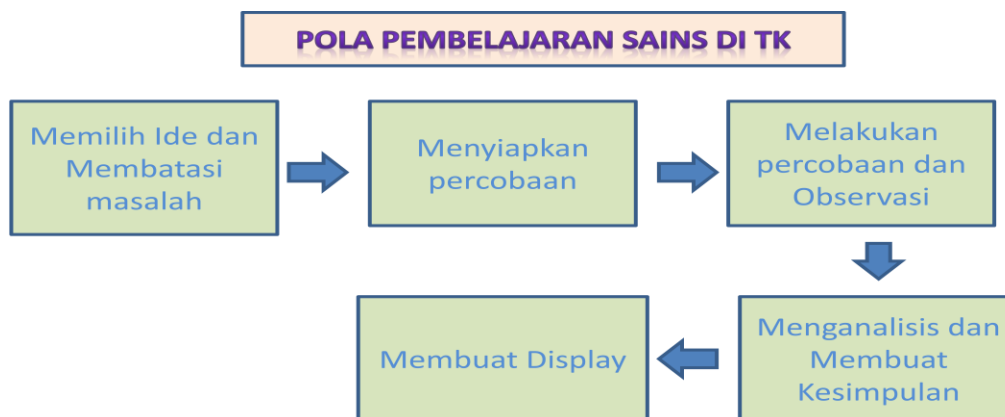 POLA PEMBELAJARAN SAINS DI TK
Memilih Ide dan
Membatasi
masalah
Menyiapkan
percobaan
Melakukan
percobaan dan
Observasi
Menganalisis dan
Membuat
Kesimpulan
Membuat Display